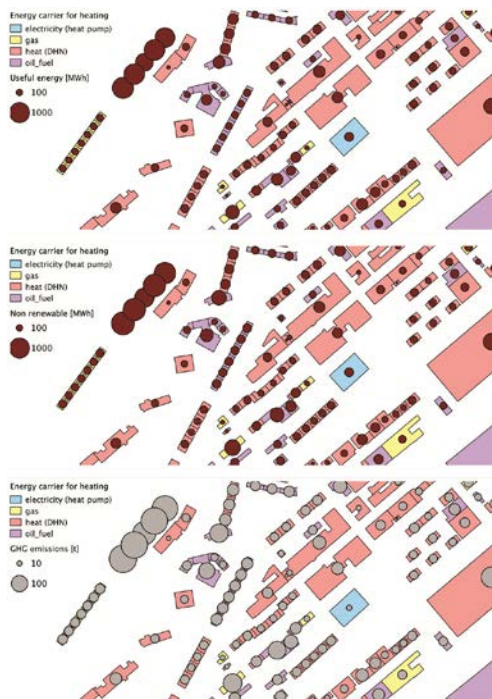 Energy carrier for heating
electricity (heat pump)
gas
heat (DHN)
oil_fuel
Useful energy [MWh]
100
1000
Energy carrier for heating
electricity (heat pump)
gas
heat (DHN)
oil_fuel
Non renewable [MWh]
100
1000
Energy carrier for heating
electricity (heat pump)
gas
heat (DHN)
oil_fuel
GHG emissions [t]
10
100